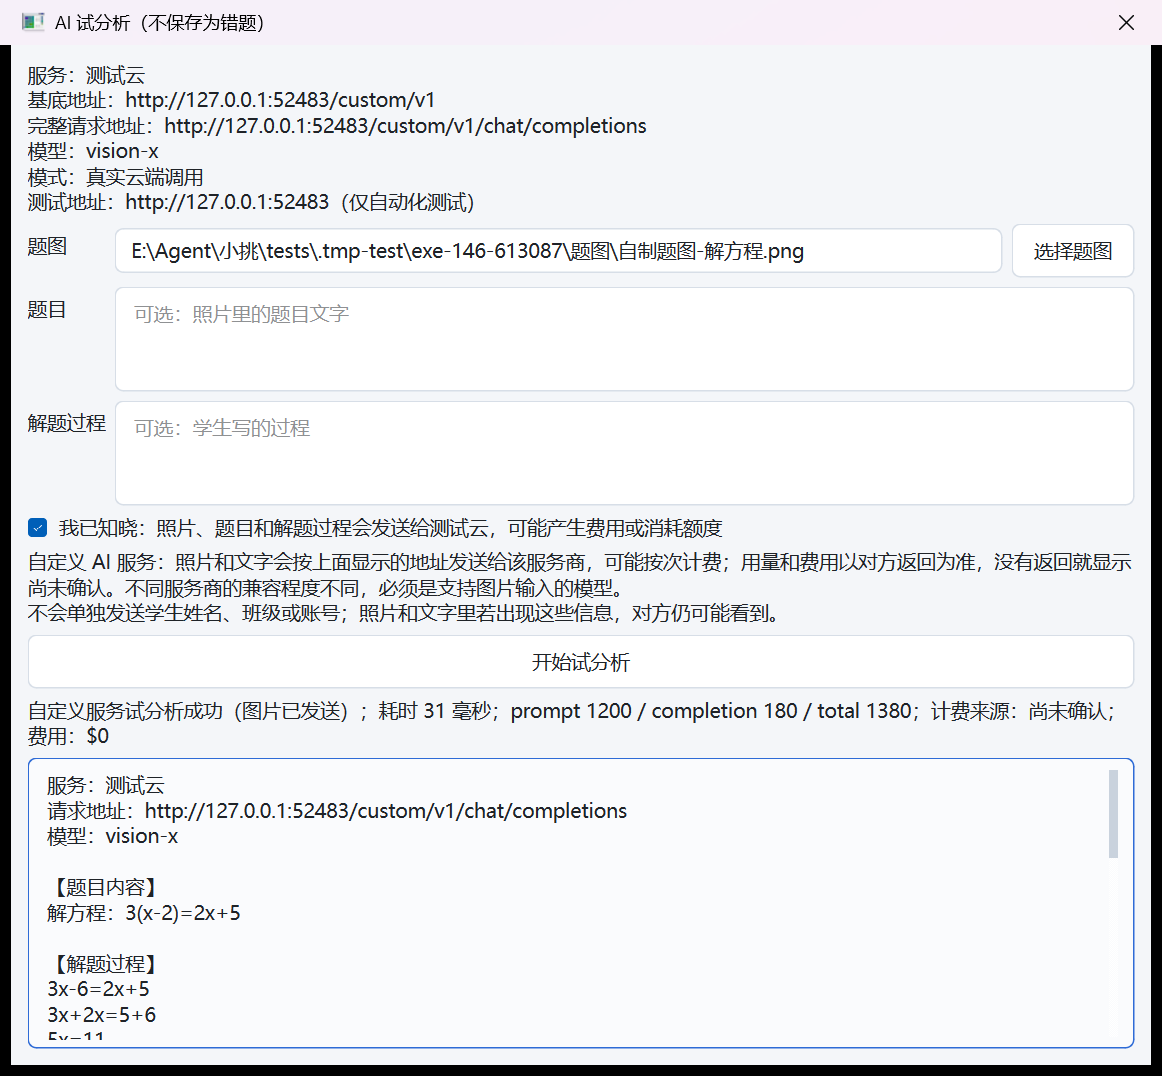 AI 试分析（不保存为错题）
服务：测试云
基底地址：http://127.0.0.1:52483/custom/v1
完整请求地址：http://127.0.0.1:52483/custom/v1/chat/completions
模型：vision-x
模式：真实云端调用
测试地址：http://127.0.0.1:52483（仅自动化测试）
题图
E:\Agent\小挑\tests\.tmp-test\exe-146-613087\题图\自制题图-解方程.png
选择题图
题目
可选：照片里的题目文字
解题过程
可选：学生写的过程
我已知晓：照片、题目和解题过程会发送给测试云，可能产生费用或消耗额度
自定义 AI 服务：照片和文字会按上面显示的地址发送给该服务商，可能按次计费；用量和费用以对方返回为准，没有返回就显示
尚未确认。不同服务商的兼容程度不同，必须是支持图片输入的模型。
不会单独发送学生姓名、班级或账号；照片和文字里若出现这些信息，对方仍可能看到。
开始试分析
自定义服务试分析成功（图片已发送）；耗时 31 毫秒；prompt 1200 / completion 180 / total 1380；计费来源：尚未确认；
费用：$0
服务：测试云
请求地址：http://127.0.0.1:52483/custom/v1/chat/completions
模型：vision-x
【题目内容】
解方程：3(x-2)=2x+5
【解题过程】
3x-6=2x+5
3x+2x=5+6
5x=11